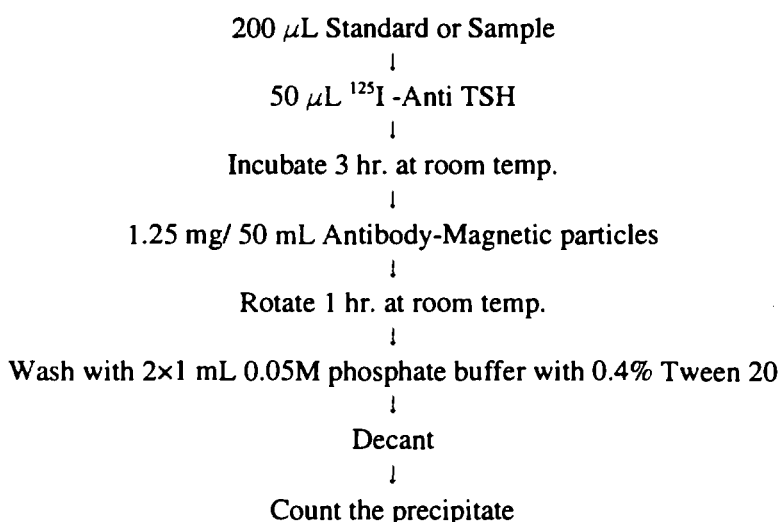 200 μL Standard or Sample
↓
50 μL ¹²⁵I -Anti TSH
↓
Incubate 3 hr. at room temp.
↓
1.25 mg/ 50 mL Antibody-Magnetic particles
↓
Rotate 1 hr. at room temp.
↓
Wash with 2×1 mL 0.05M phosphate buffer with 0.4% Tween 20
↓
Decant
↓
Count the precipitate